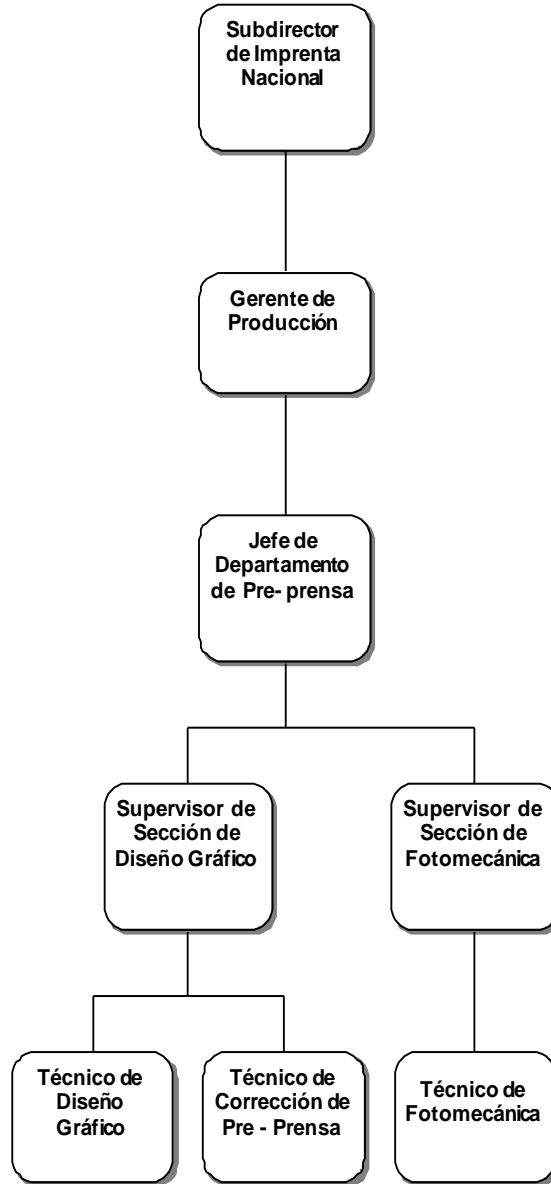 Subdirector
de Imprenta
Nacional
Gerente de
Producción
Jefe de
Departamento
de Pre- prensa
Supervisor de
Sección de
Diseño Gráfico
Supervisor de
Sección de
Fotomecánica
Técnico de
Diseño
Gráfico
Técnico de
Corrección de
Pre - Prensa
Técnico de
Fotomecánica